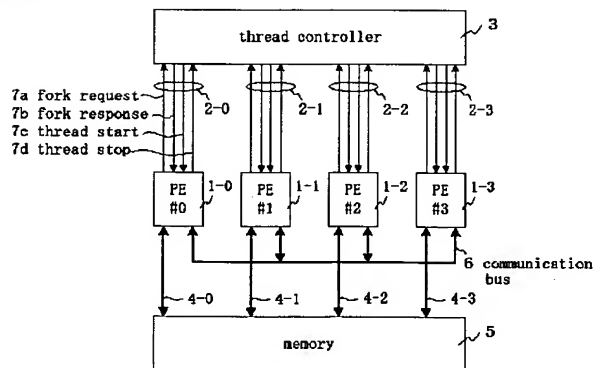 thread controller
3
7a fork request
7b fork response
7c thread start
7d thread stop
2-0
2-1
2-2
2-3
PE
#0
1-0
PE
#1
1-1
PE
#2
1-2
PE
#3
1-3
6 communication
bus
4-0
4-1
4-2
4-3
memory
5